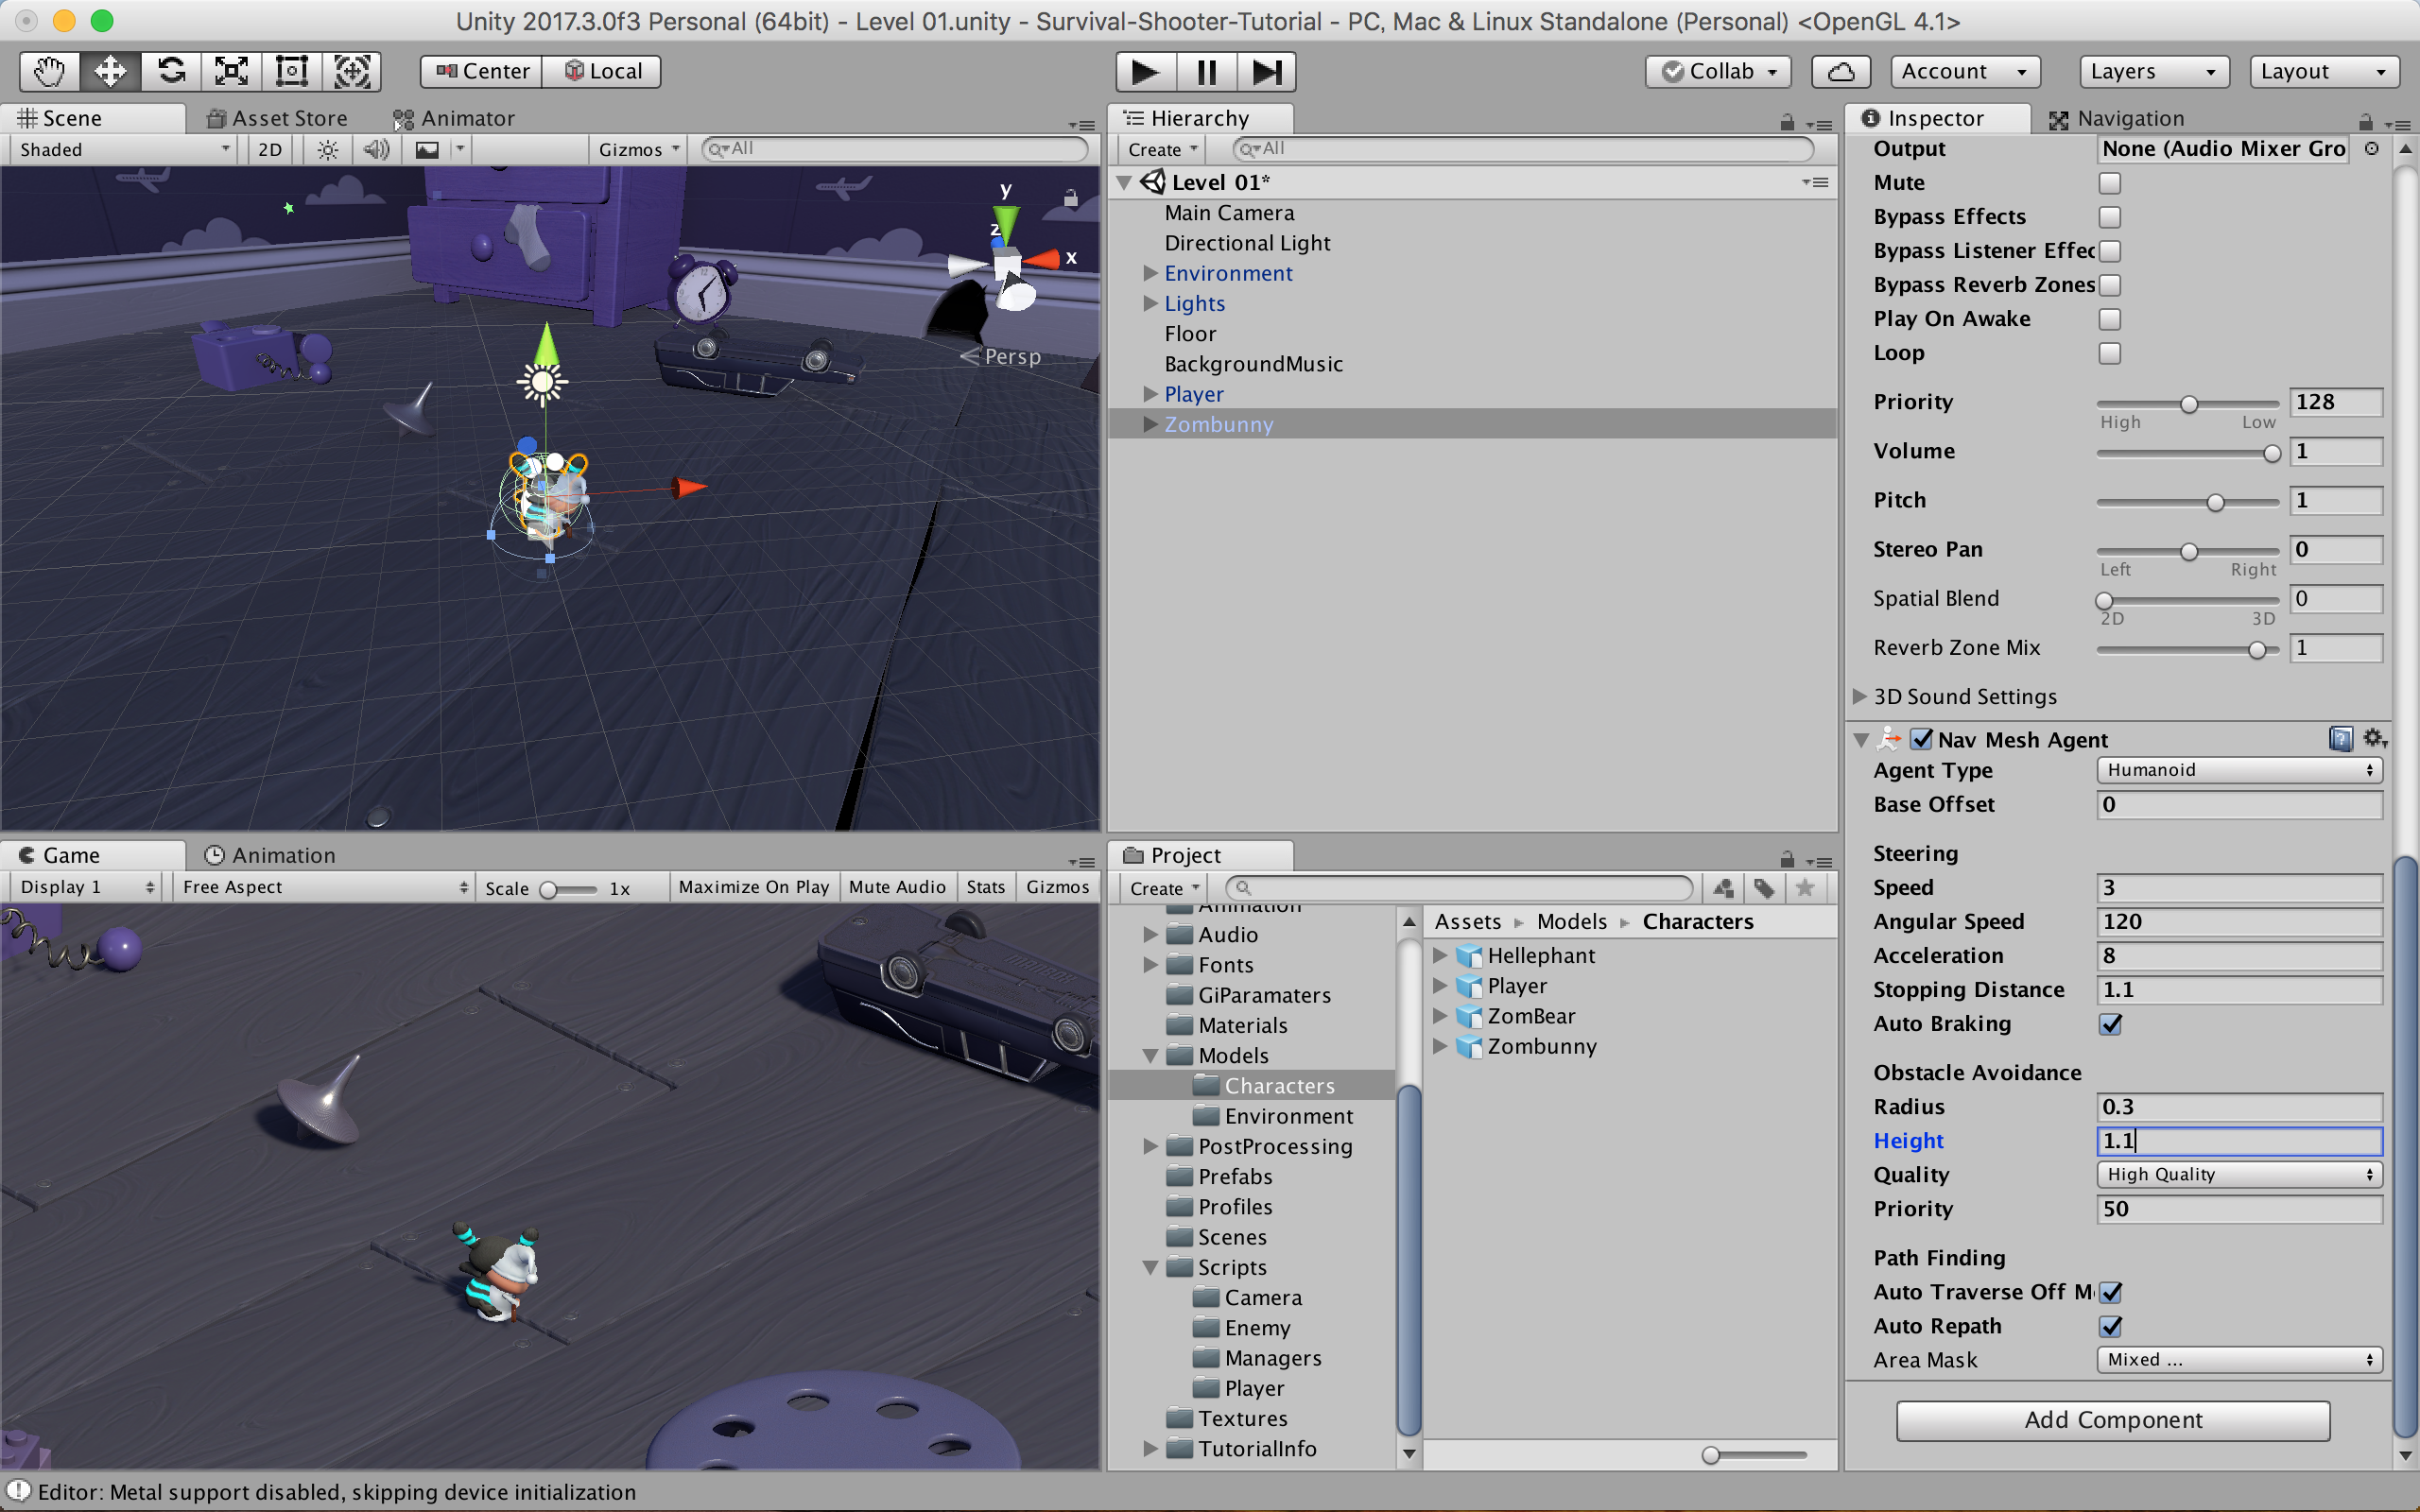 Unity 2017.3.0f3 Personal (64bit) - Level 01.unity - Survival-Shooter-Tutorial - PC, Mac & Linux Standalone (Personal) <OpenGL 4.1>
Center Local Collab Account Layers Layout
Scene Asset Store Animator
Shaded 2D Gizmos All
y
z
x
Persp
Hierarchy
Create All
Level 01*
Main Camera
Directional Light
Environment
Lights
Floor
BackgroundMusic
Player
Zombunny
Inspector Navigation
Output None (Audio Mixer Gro
Mute
Bypass Effects
Bypass Listener Effec
Bypass Reverb Zones
Play On Awake
Loop
Priority 128
High Low
Volume 1
Pitch 1
Stereo Pan 0
Left Right
Spatial Blend 0
2D 3D
Reverb Zone Mix 1
3D Sound Settings
Nav Mesh Agent
Agent Type Humanoid
Base Offset 0
Steering
Speed 3
Angular Speed 120
Acceleration 8
Stopping Distance 1.1
Auto Braking
Obstacle Avoidance
Radius 0.3
Height 1.1
Quality High Quality
Priority 50
Path Finding
Auto Traverse Off M
Auto Repath
Area Mask Mixed ...
Add Component
Game Animation
Display 1 Free Aspect Scale 1x Maximize On Play Mute Audio Stats Gizmos
Project
Create
Animation
Audio
Fonts
GiParamaters
Materials
Models
Characters
Environment
PostProcessing
Prefabs
Profiles
Scenes
Scripts
Camera
Enemy
Managers
Player
Textures
TutorialInfo
Assets Models Characters
Hellephant
Player
ZomBear
Zombunny
Editor: Metal support disabled, skipping device initialization